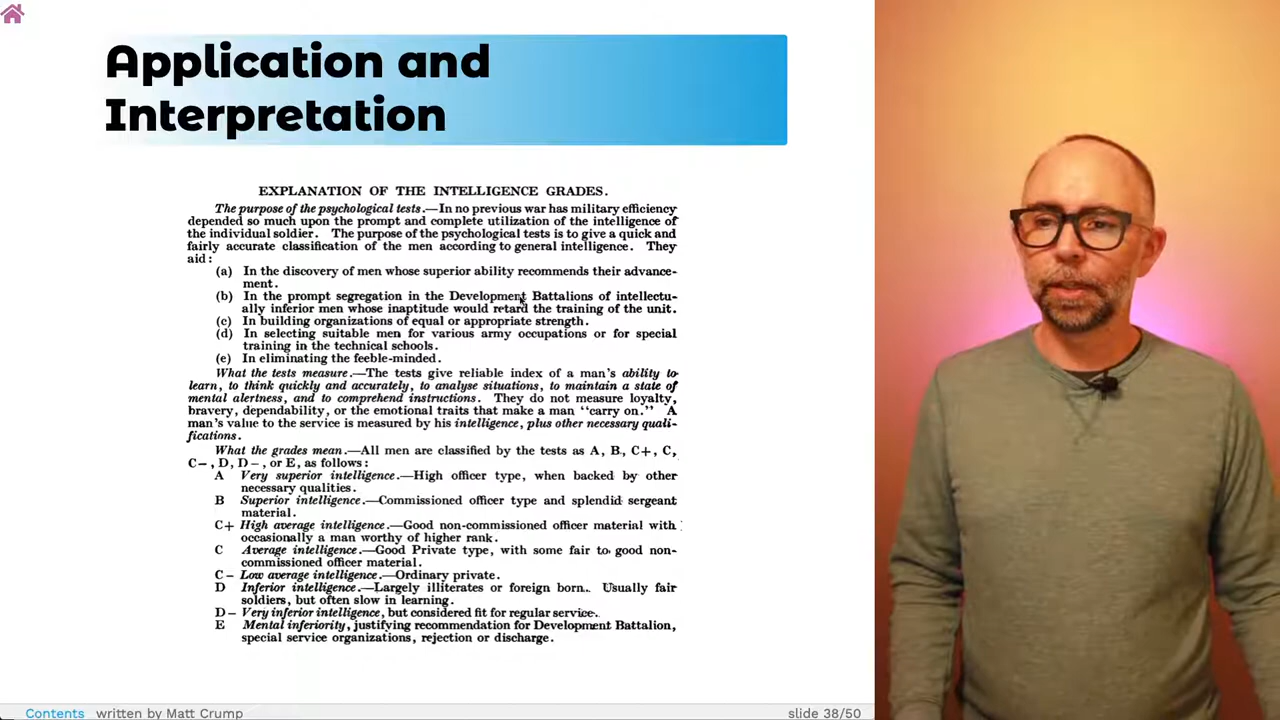 Application and
Interpretation
EXPLANATION OF THE INTELLIGENCE GRADES.
The purpose of the psychological tests.—In no previous war has military efficiency
depended so much upon the prompt and complete utilization of the intelligence of
the individual soldier. The purpose of the psychological tests is to give a quick and
fairly accurate classification of the men according to general intelligence. They
aid:
(a) In the discovery of men whose superior ability recommends their advance-
ment.
(b) In the prompt segregation in the Development Battalions of intellectu-
ally inferior men whose inaptitude would retard the training of the unit.
(c) In building organizations of equal or appropriate strength.
(d) In selecting suitable men for various army occupations or for special
training in the technical schools.
(e) In eliminating the feeble-minded.
What the tests measure.—The tests give reliable index of a man's ability to
learn, to think quickly and accurately, to analyse situations, to maintain a state of
mental alertness, and to comprehend instructions. They do not measure loyalty,
bravery, dependability, or the emotional traits that make a man "carry on." A
man's value to the service is measured by his intelligence, plus other necessary quali-
fications.
What the grades mean.—All men are classified by the tests as A, B, C+, C,
C-, D, D-, or E, as follows:
A Very superior intelligence.—High officer type, when backed by other
necessary qualities.
B Superior intelligence.—Commissioned officer type and splendid sergeant
material.
C+ High average intelligence.—Good non-commissioned officer material with
occasionally a man worthy of higher rank.
C Average intelligence.—Good Private type, with some fair to good non-
commissioned officer material.
C- Low average intelligence.—Ordinary private.
D Inferior intelligence.—Largely illiterates or foreign born. Usually fair
soldiers, but often slow in learning.
D- Very inferior intelligence, but considered fit for regular service.
E Mental inferiority, justifying recommendation for Development Battalion,
special service organizations, rejection or discharge.
Contents written by Matt Crump slide 38/50